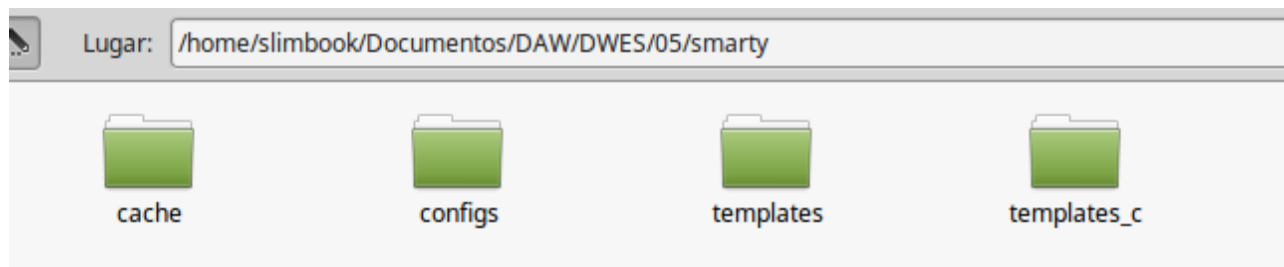 Lugar: /home/slimbook/Documentos/DAW/DWES/05/smarty
cache configs templates templates_c